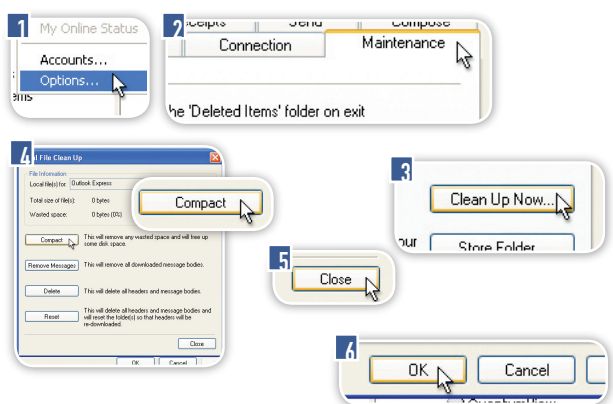 1
My Online Status
Accounts...
Options...
ems
2
ceipts
Send
Compose
Connection
Maintenance
he 'Deleted Items' folder on exit
4
al File Clean Up
File Information
Local file(s) for: Outlook Express
Total size of file(s): 0 bytes
Wasted space: 0 bytes (0%)
Compact
Compact
This will remove any wasted space and will free up
some disk space.
Remove Messages
This will remove all downloaded message bodies.
Delete
This will delete all headers and message bodies.
Reset
This will delete all headers and message bodies and
will reset the folder(s) so that headers will be
re-downloaded.
Close
OK
Cancel
3
Clean Up Now...
our
Store Folder
5
Close
6
OK
Cancel
QuantumView